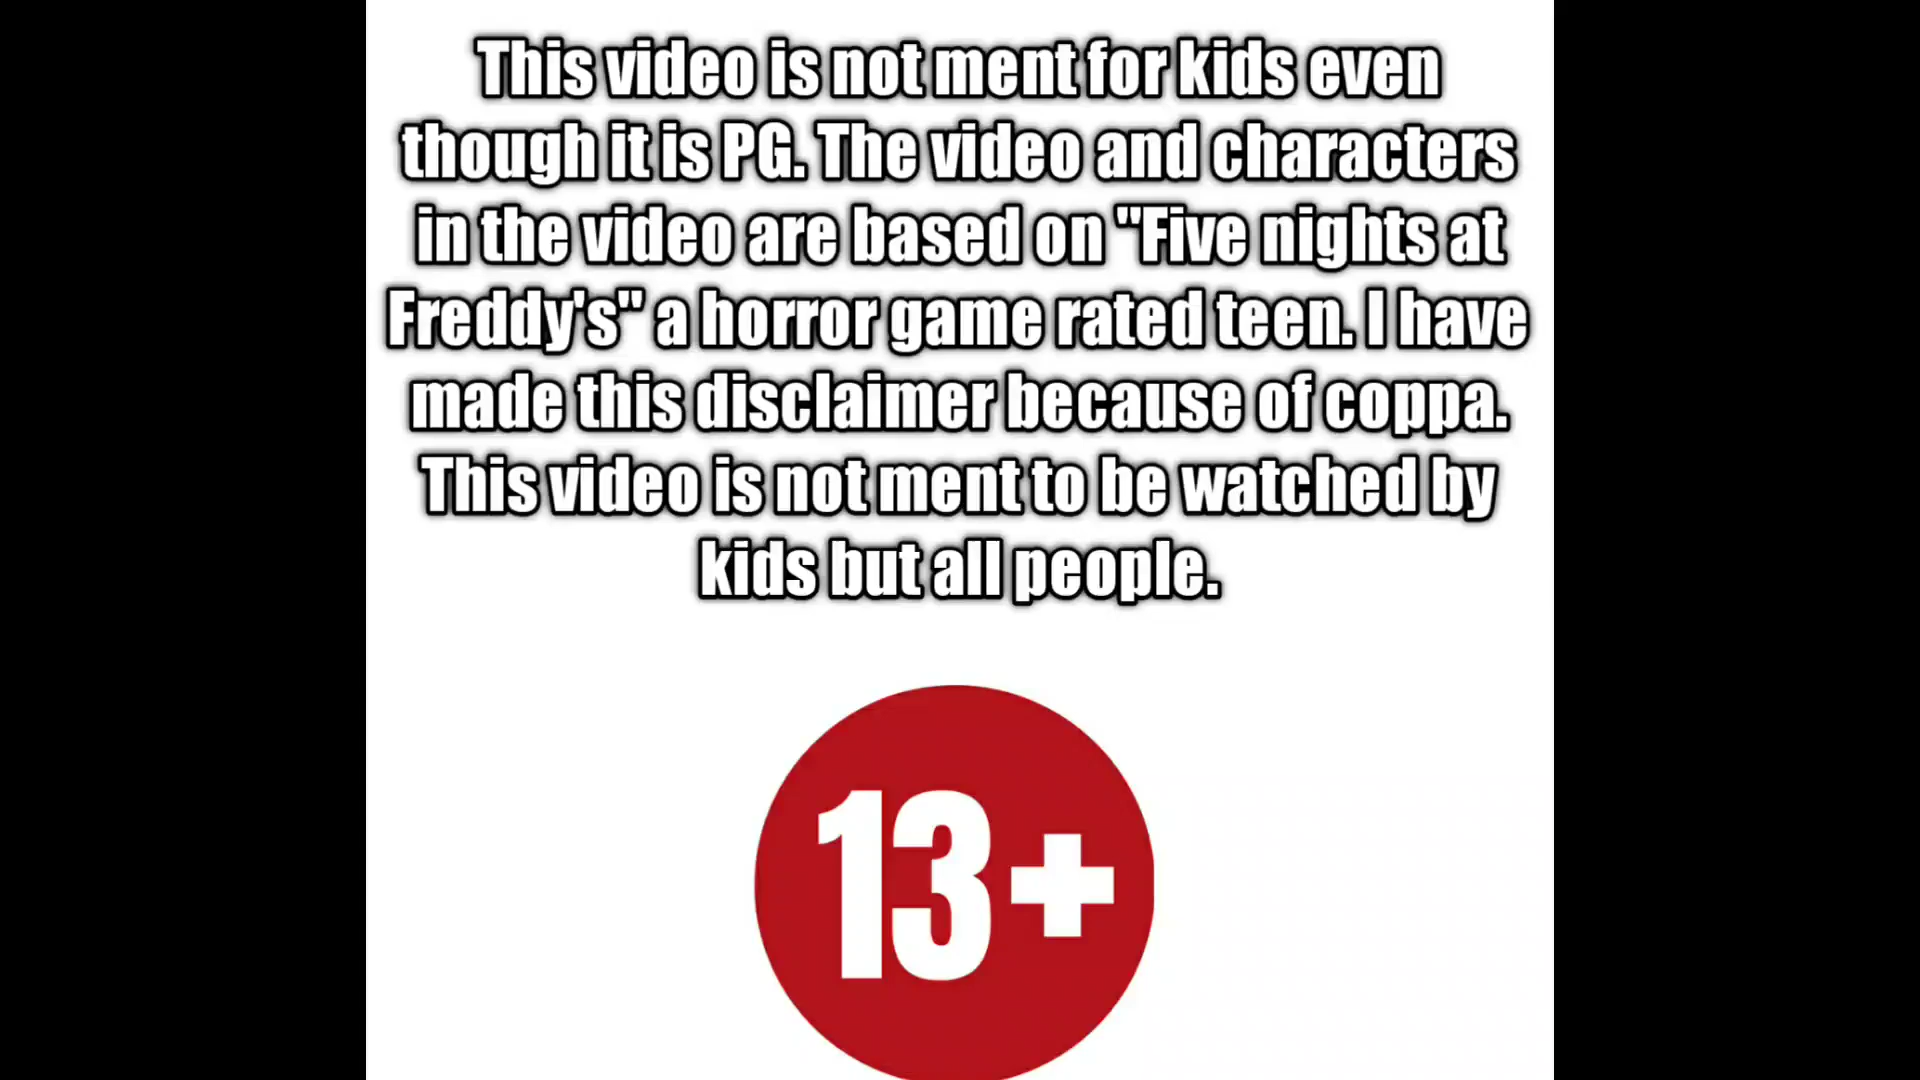 This video is not ment for kids even
though it is PG. The video and characters
in the video are based on "Five nights at
Freddy's" a horror game rated teen. I have
made this disclaimer because of coppa.
This video is not ment to be watched by
kids but all people.
13+